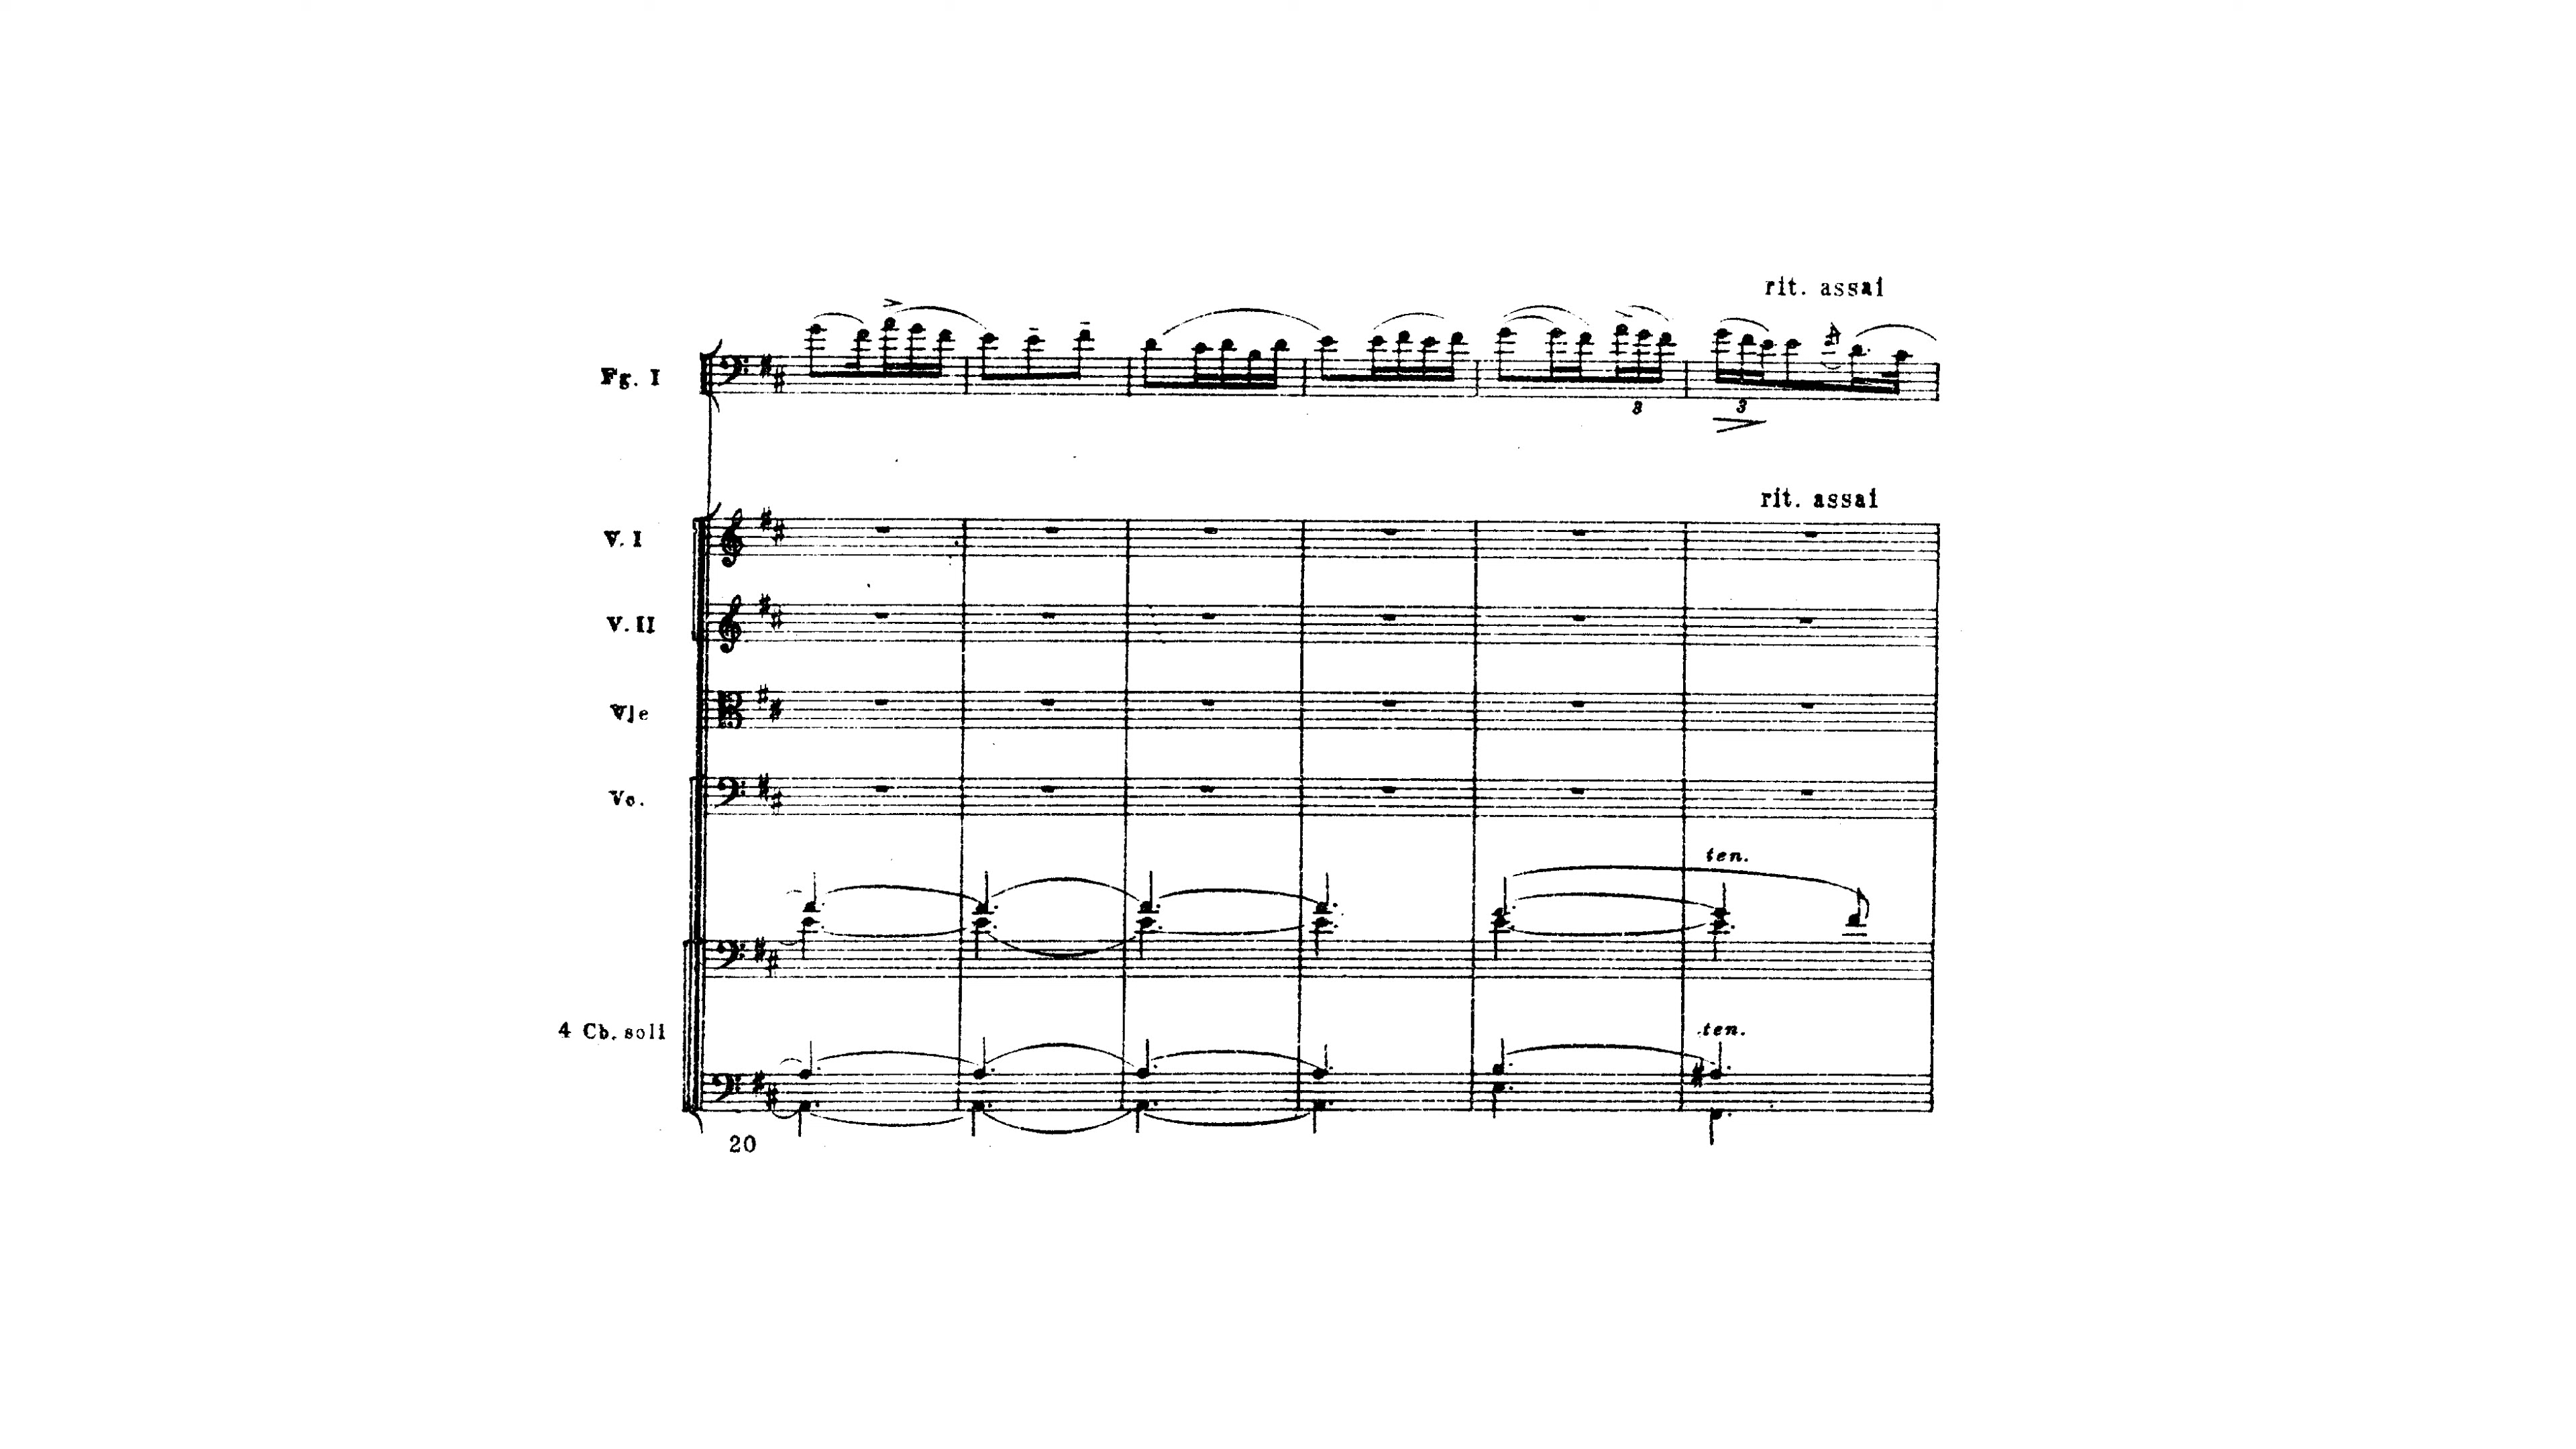 rit. assai
Fg. I
3 3
rit. assai
V. I
V. II
Vle
Vc.
ten.
4 Cb. soli
ten.
20